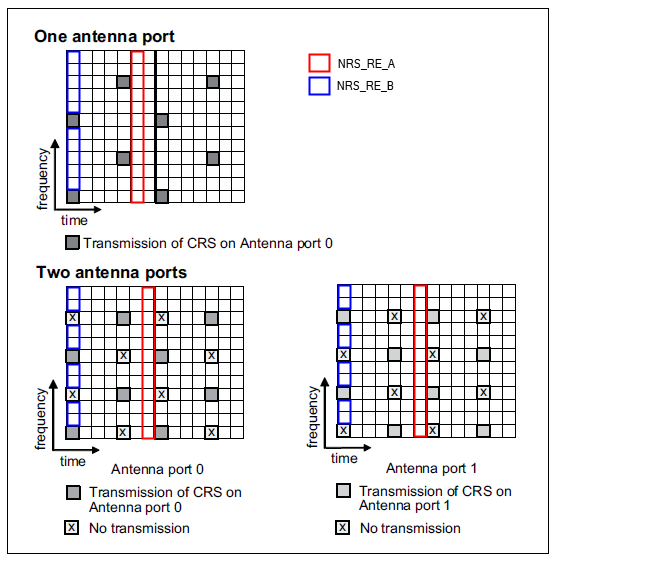 One antenna port
NRS_RE_A
NRS_RE_B
frequency
time
Transmission of CRS on Antenna port 0
Two antenna ports
X X
X X
X X
X X
frequency
time
Antenna port 0
Transmission of CRS on
Antenna port 0
X No transmission
X X
X X
X X
X X
frequency
time
Antenna port 1
Transmission of CRS on
Antenna port 1
X No transmission